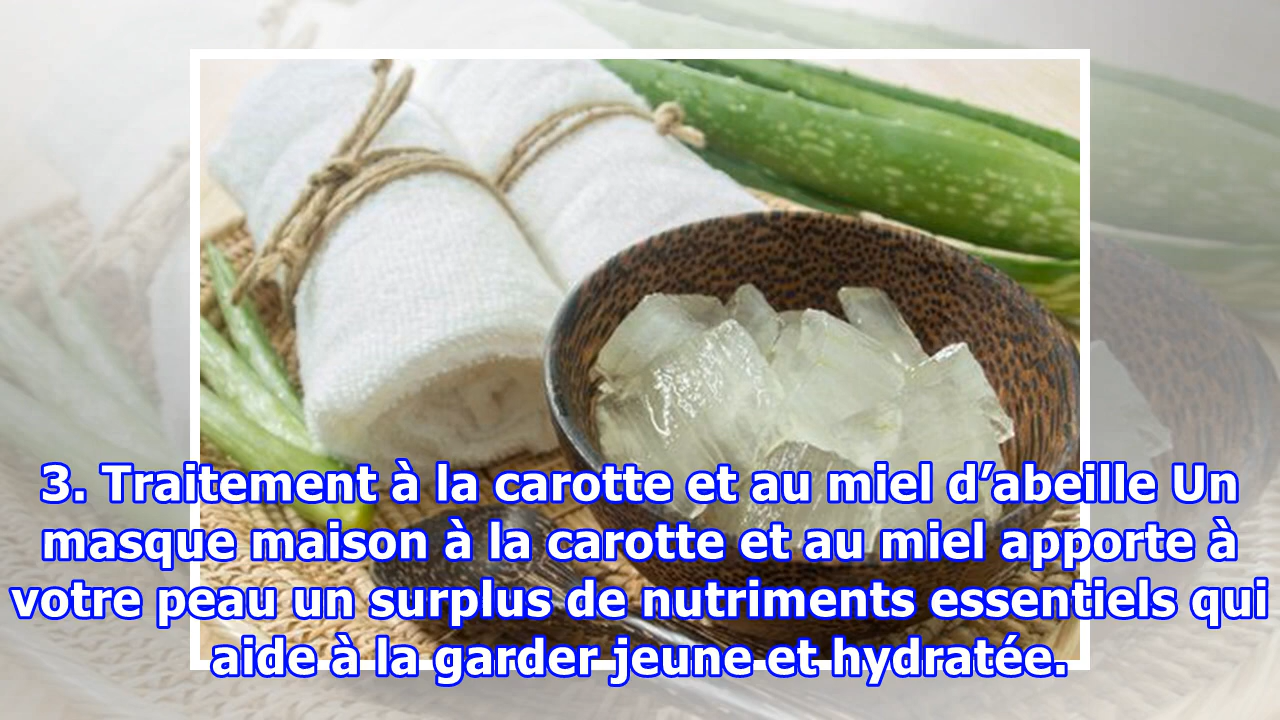 3. Traitement à la carotte et au miel d’abeille Un
masque maison à la carotte et au miel apporte à
votre peau un surplus de nutriments essentiels qui
aide à la garder jeune et hydratée.